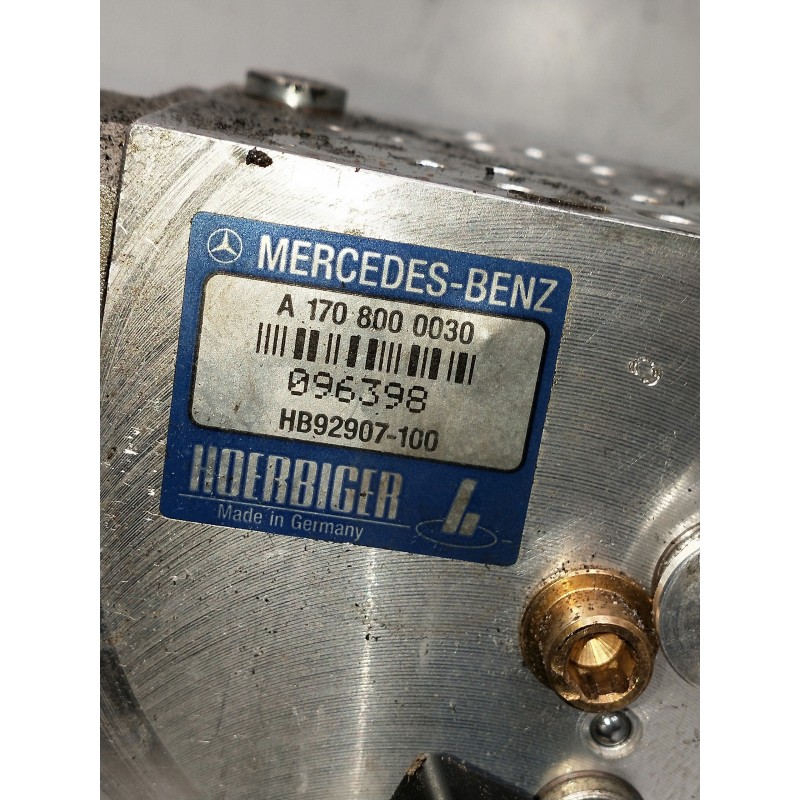 MERCEDES-BENZ
A 170 800 0030
096398
HB92907-100
HOERBIGER
Made in Germany